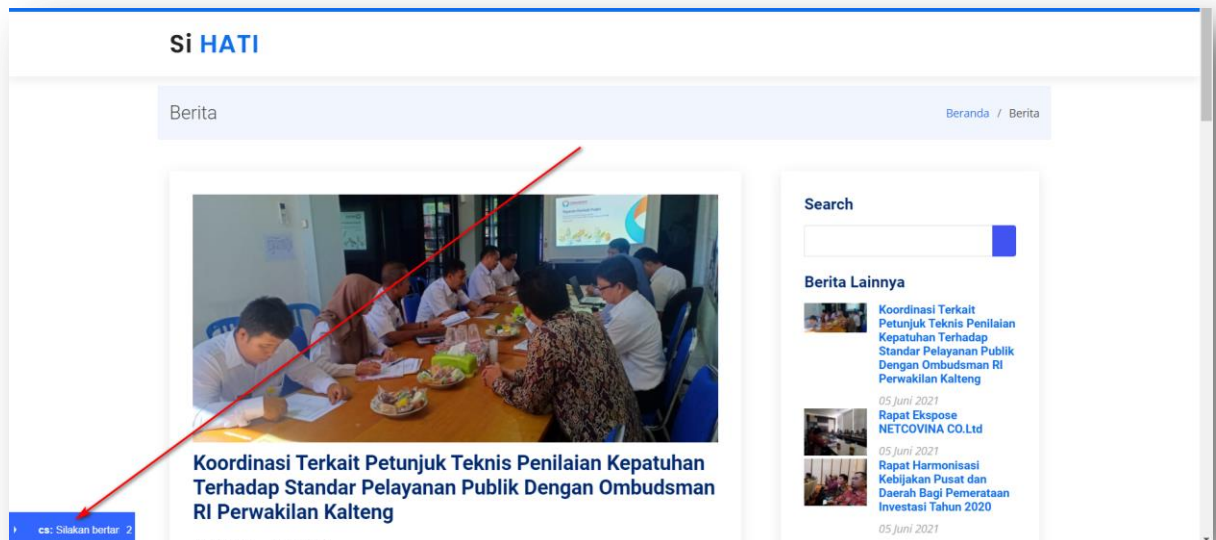 Si HATI
Berita
Beranda / Berita
Koordinasi Terkait Petunjuk Teknis Penilaian Kepatuhan
Terhadap Standar Pelayanan Publik Dengan Ombudsman
RI Perwakilan Kalteng
Search
Berita Lainnya
Koordinasi Terkait
Petunjuk Teknis Penilaian
Kepatuhan Terhadap
Standar Pelayanan Publik
Dengan Ombudsman RI
Perwakilan Kalteng
05 Juni 2021
Rapat Ekspose
NETCOVINA CO.Ltd
05 Juni 2021
Rapat Harmonisasi
Kebijakan Pusat dan
Daerah Bagi Pemerataan
Investasi Tahun 2020
05 Juni 2021
cs: Silakan bertar 2